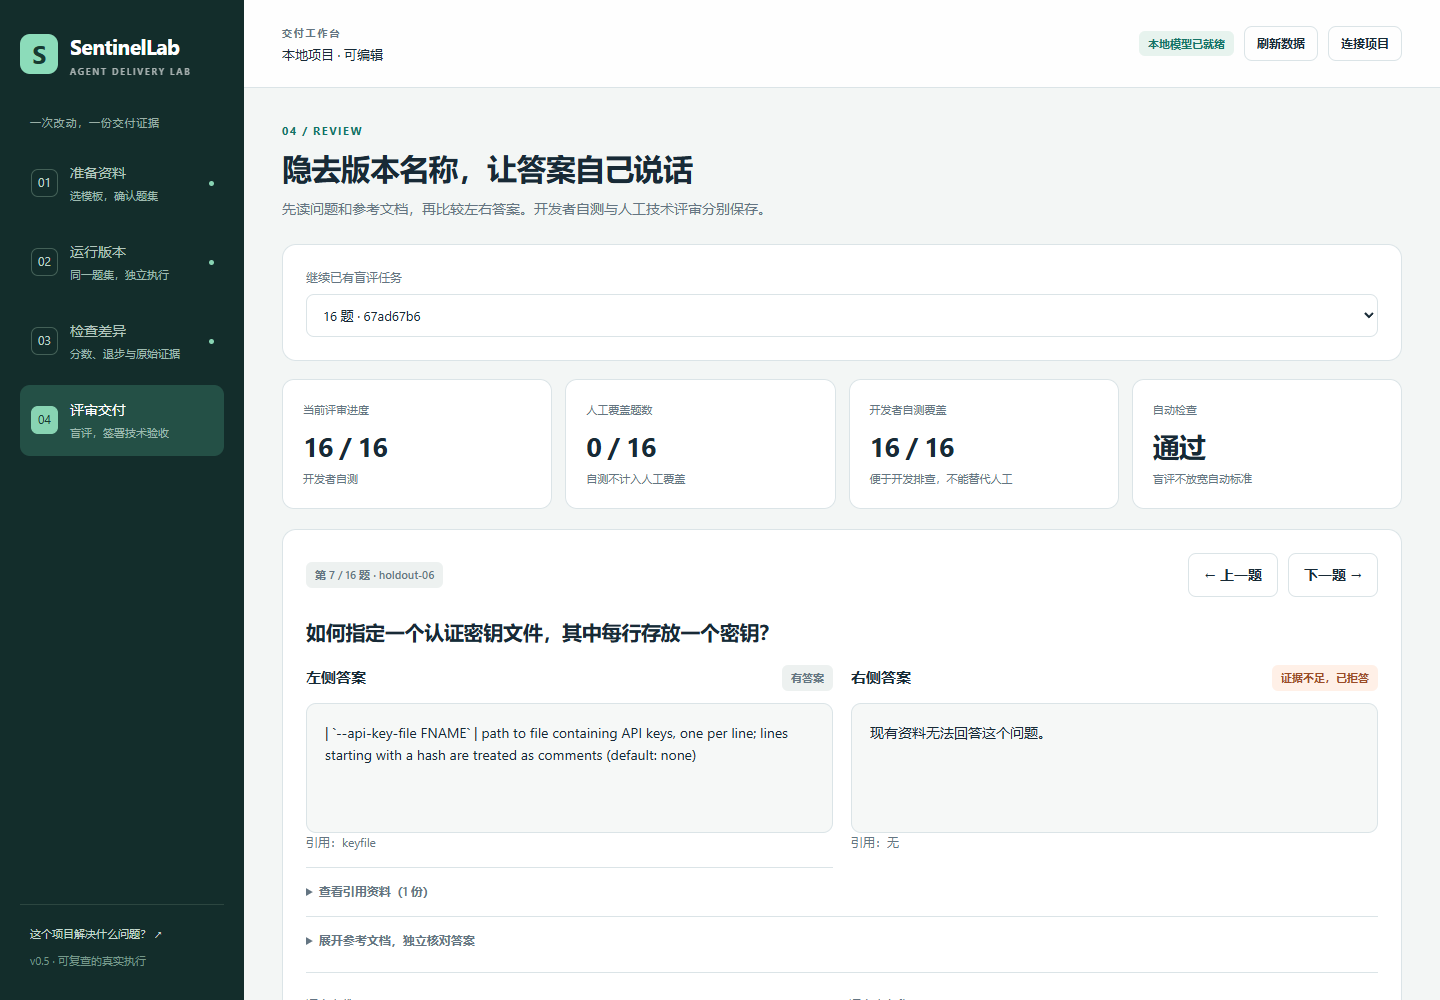 S
SentinelLab
AGENT DELIVERY LAB
一次改动，一份交付证据
01
准备资料
选模板，确认题集
02
运行版本
同一题集，独立执行
03
检查差异
分数、退步与原始证据
04
评审交付
盲评，签署技术验收
这个项目解决什么问题？ ↗
v0.5 · 可复查的真实执行
交付工作台
本地项目 · 可编辑
本地模型已就绪
刷新数据
连接项目
04 / REVIEW
隐去版本名称，让答案自己说话
先读问题和参考文档，再比较左右答案。开发者自测与人工技术评审分别保存。
继续已有盲评任务
16 题 · 67ad67b6
当前评审进度
16 / 16
开发者自测
人工覆盖题数
0 / 16
自测不计入人工覆盖
开发者自测覆盖
16 / 16
便于开发排查，不能替代人工
自动检查
通过
盲评不放宽自动标准
第 7 / 16 题 · holdout-06
← 上一题
下一题 →
如何指定一个认证密钥文件，其中每行存放一个密钥？
左侧答案
有答案
| `--api-key-file FNAME` | path to file containing API keys, one per line; lines
starting with a hash are treated as comments (default: none)
引用：keyfile
右侧答案
证据不足，已拒答
现有资料无法回答这个问题。
引用：无
▶ 查看引用资料（1 份）
▶ 展开参考文档，独立核对答案